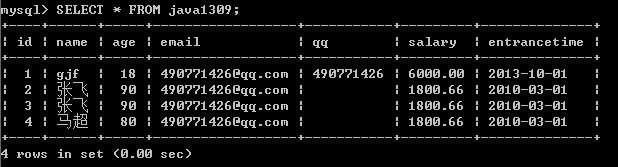 mysql> SELECT * FROM java1309;
+----+------+-----+------------------+-----------+---------+--------------+
| id | name | age | email            | qq        | salary  | entrancetime |
+----+------+-----+------------------+-----------+---------+--------------+
|  1 | gjf  |  18 | 490771426@qq.com | 490771426 | 6000.00 | 2013-10-01   |
|  2 | 张飞 |  90 | 490771426@qq.com |           | 1800.66 | 2010-03-01   |
|  3 | 张飞 |  90 | 490771426@qq.com |           | 1800.66 | 2010-03-01   |
|  4 | 马超 |  80 | 490771426@qq.com |           | 1800.66 | 2010-03-01   |
+----+------+-----+------------------+-----------+---------+--------------+
4 rows in set (0.00 sec)